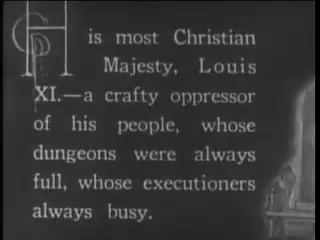 His most Christian
Majesty, Louis
XI.—a crafty oppressor
of his people, whose
dungeons were always
full, whose executioners
always busy.